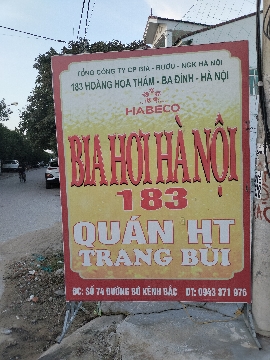 TỔNG CÔNG TY CP BIA - RƯỢU - NGK HÀ NỘI
183 HOÀNG HOA THÁM - BA ĐÌNH - HÀ NỘI
HABECO
BIA HƠI HÀ NỘI
183
QUÁN HT
TRANG BÙI
ĐC: SỐ 74 ĐƯỜNG BỜ KÊNH BẮC ĐT: 0943 871 976